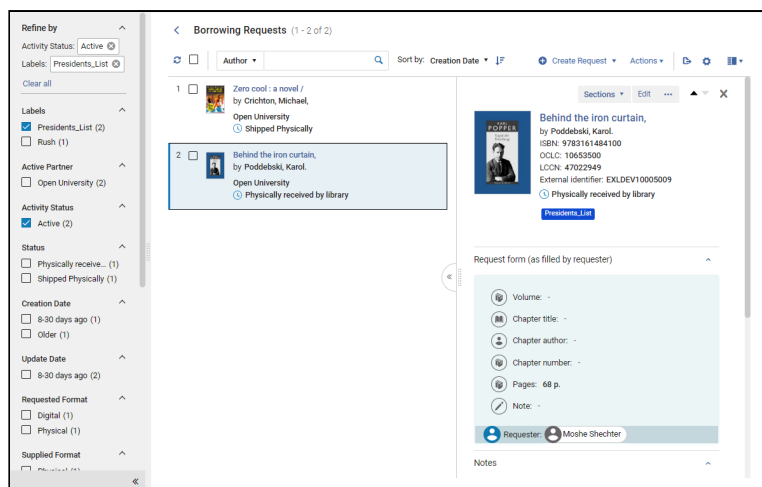 Refine by
Activity Status: Active
Labels: Presidents_List
Clear all
Labels
Presidents_List (2)
Rush (1)
Active Partner
Open University (2)
Activity Status
Active (2)
Status
Physically receive... (1)
Shipped Physically (1)
Creation Date
8-30 days ago (1)
Older (1)
Update Date
8-30 days ago (2)
Requested Format
Digital (1)
Physical (1)
Supplied Format
Physical (1)
Borrowing Requests (1 - 2 of 2)
Author
Sort by: Creation Date
Create Request
Actions
1
Zero cool : a novel /
by Crichton, Michael,
Open University
Shipped Physically
2
Behind the iron curtain,
by Poddebski, Karol.
Open University
Physically received by library
Sections Edit ...
KARL
POPPER
Behind the iron curtain,
by Poddebski, Karol.
ISBN: 9783161484100
OCLC: 10653500
LCCN: 47022949
External identifier: EXLDEV10005009
Physically received by library
Presidents_List
Request form (as filled by requester)
Volume: -
Chapter title: -
Chapter author: -
Chapter number: -
Pages: 68 p.
Note: -
Requester: Moshe Shechter
Notes